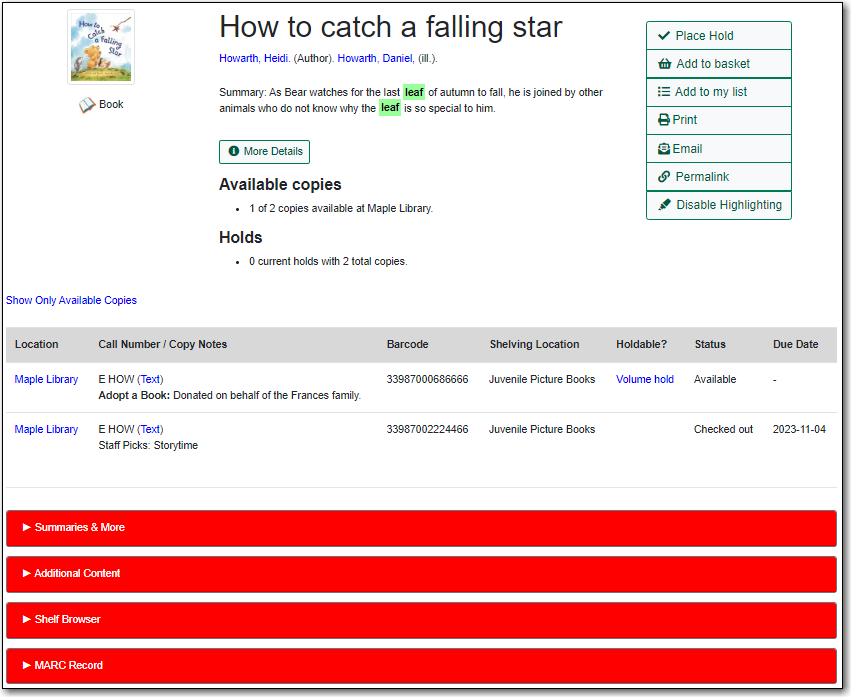 How to
Catch
a Falling
Star
Book
How to catch a falling star
Howarth, Heidi. (Author). Howarth, Daniel, (ill.).
Summary: As Bear watches for the last leaf of autumn to fall, he is joined by other
animals who do not know why the leaf is so special to him.
More Details
Available copies
• 1 of 2 copies available at Maple Library.
Holds
• 0 current holds with 2 total copies.
Place Hold
Add to basket
Add to my list
Print
Email
Permalink
Disable Highlighting
Show Only Available Copies
Location Call Number / Copy Notes Barcode Shelving Location Holdable? Status Due Date
Maple Library E HOW (Text) 33987000686666 Juvenile Picture Books Volume hold Available -
Adopt a Book: Donated on behalf of the Frances family.
Maple Library E HOW (Text) 33987002224466 Juvenile Picture Books Checked out 2023-11-04
Staff Picks: Storytime
Summaries & More
Additional Content
Shelf Browser
MARC Record